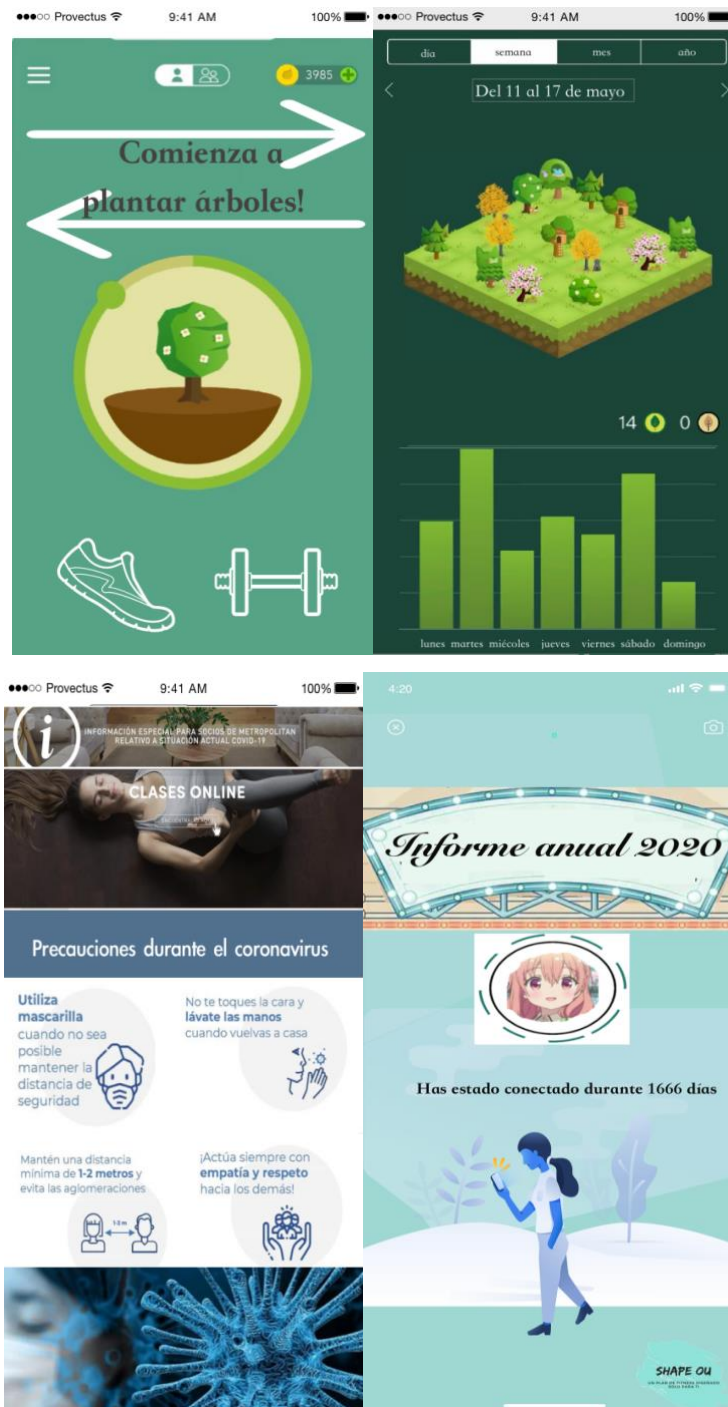 ●●●○○ Provectus 9:41 AM 100%
3985
Comienza a
plantar árboles!
●●●○○ Provectus 9:41 AM 100%
dia semana mes año
Del 11 al 17 de mayo
14 0
lunes martes miécoles jueves viernes sábado domingo
●●●○○ Provectus 9:41 AM 100%
i
INFORMACIÓN ESPECIAL PARA SOCIOS DE METROPOLITAN
RELATIVO A SITUACIÓN ACTUAL COVID-19
CLASES ONLINE
Precauciones durante el coronavirus
Utiliza
mascarilla
cuando no sea
posible
mantener la
distancia de
seguridad
No te toques la cara y
lávate las manos
cuando vuelvas a casa
Mantén una distancia
mínima de 1-2 metros y
evita las aglomeraciones
¡Actúa siempre con
empatía y respeto
hacia los demás!
4:20
Informe anual 2020
Has estado conectado durante 1666 días
SHAPE OU